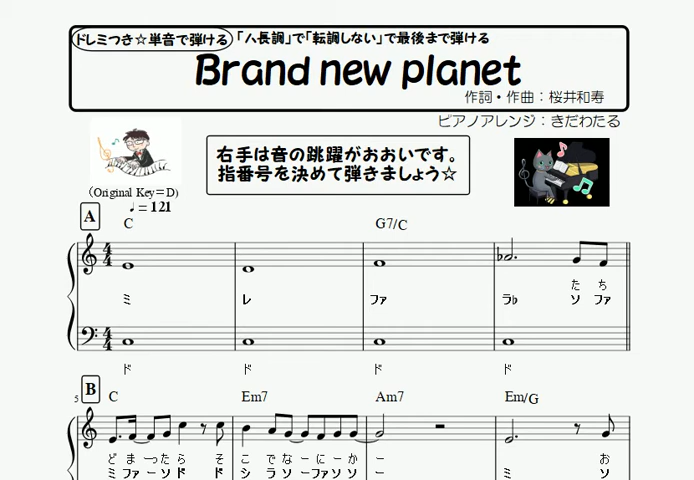 ドレミつき☆単音で弾ける 「ハ長調」で「転調しない」で最後まで弾ける
Brand new planet
作詞・作曲：桜井和寿
ピアノアレンジ：きだわたる
右手は音の跳躍がおおいです。
指番号を決めて弾きましょう☆
(Original Key=D)
♩=121
A
C G7/C
4 4
たち
ミ レ ファ ラ♭ ソ ファ
4 4
ド ド ド ド
B
5 C Em7 Am7 Em/G
どまったらそ こでなーにーか ー お
ミファーソドド シラソーファソソ ー ミ ソ